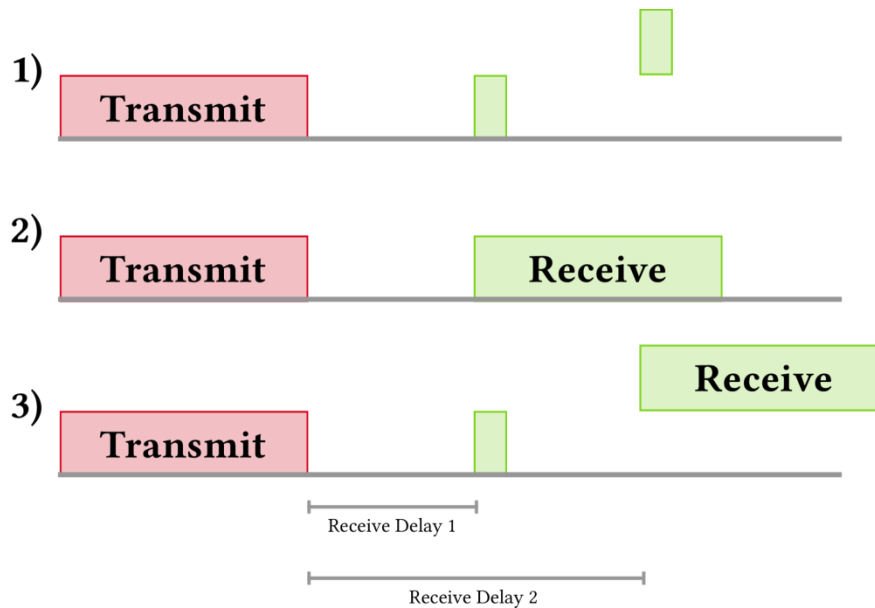 1)
Transmit
2)
Transmit
Receive
Receive
3)
Transmit
Receive Delay 1
Receive Delay 2